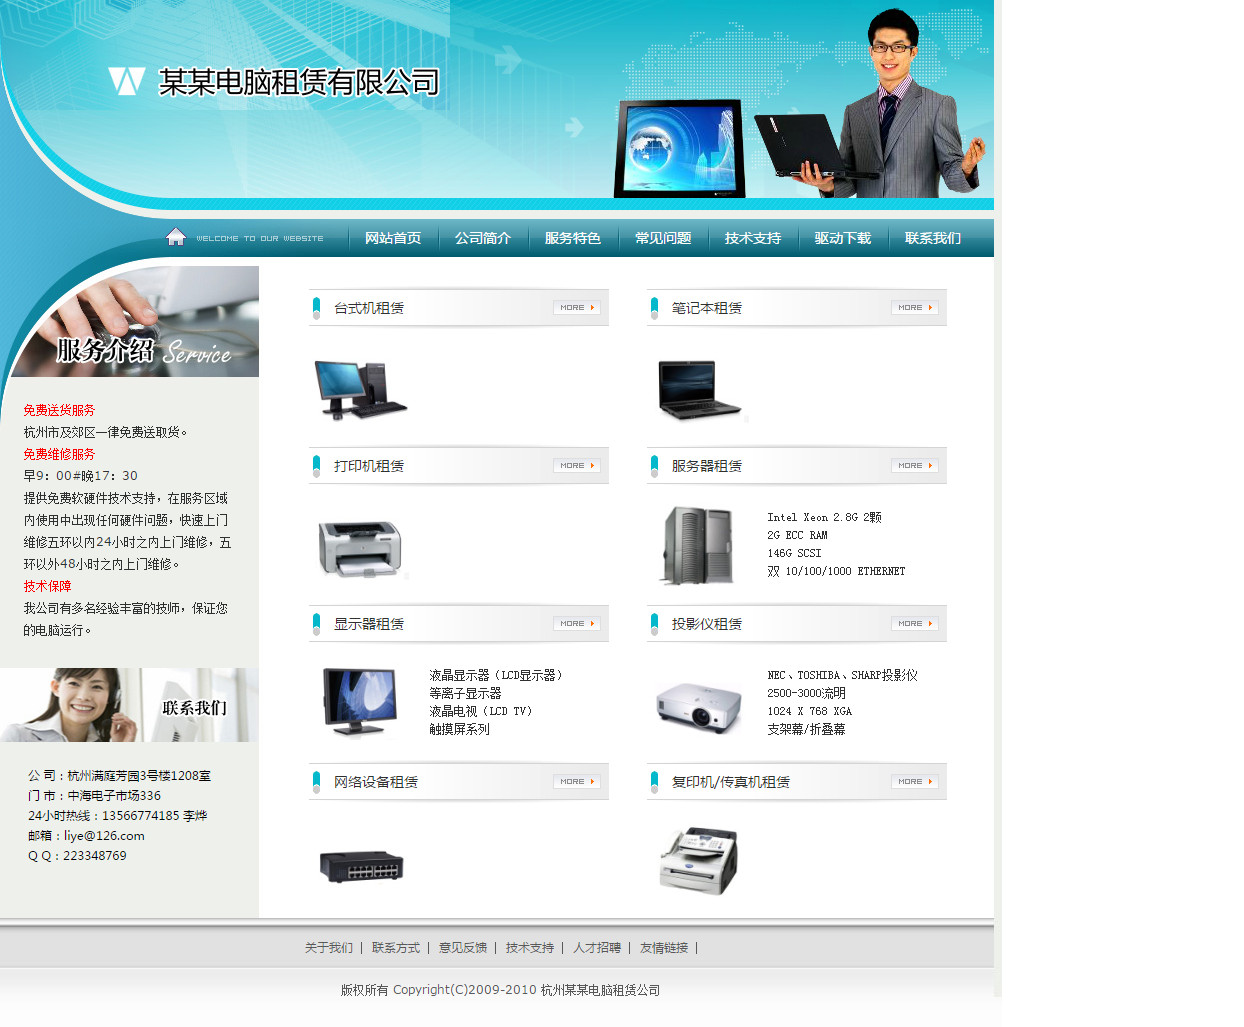 某某电脑租赁有限公司
WELCOME TO OUR WEBSITE
网站首页 公司简介 服务特色 常见问题 技术支持 驱动下载 联系我们
服务介绍 Service
免费送货服务
杭州市及郊区一律免费送取货。
免费维修服务
早9：00#晚17：30
提供免费软硬件技术支持，在服务区域
内使用中出现任何硬件问题，快速上门
维修五环以内24小时之内上门维修，五
环以外48小时之内上门维修。
技术保障
我公司有多名经验丰富的技师，保证您
的电脑运行。
联系我们
公 司：杭州满庭芳园3号楼1208室
门 市：中海电子市场336
24小时热线：13566774185 李烨
邮箱：liye@126.com
Q Q：223348769
台式机租赁 MORE
笔记本租赁 MORE
打印机租赁 MORE
服务器租赁 MORE
Intel Xeon 2.8G 2颗
2G ECC RAM
146G SCSI
双 10/100/1000 ETHERNET
显示器租赁 MORE
液晶显示器（LCD显示器）
等离子显示器
液晶电视（LCD TV）
触摸屏系列
投影仪租赁 MORE
NEC、TOSHIBA、SHARP投影仪
2500-3000流明
1024 X 768 XGA
支架幕/折叠幕
网络设备租赁 MORE
复印机/传真机租赁 MORE
关于我们 | 联系方式 | 意见反馈 | 技术支持 | 人才招聘 | 友情链接 |
版权所有 Copyright(C)2009-2010 杭州某某电脑租赁公司